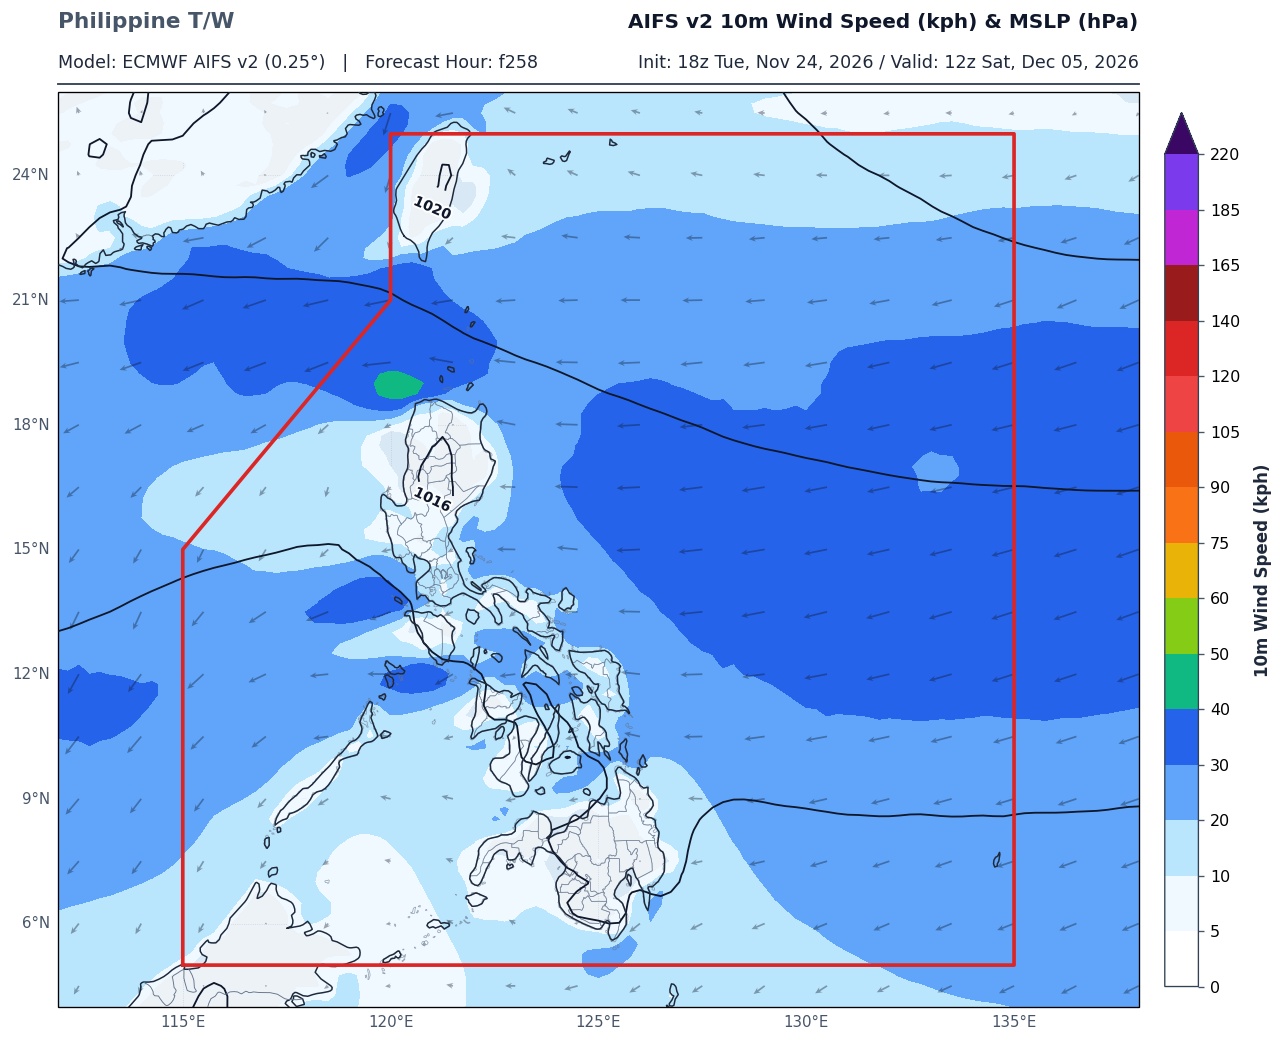 Philippine T/W
AIFS v2 10m Wind Speed (kph) & MSLP (hPa)
Model: ECMWF AIFS v2 (0.25°) | Forecast Hour: f258
Init: 18z Tue, Nov 24, 2026 / Valid: 12z Sat, Dec 05, 2026
24°N
21°N
18°N
15°N
12°N
9°N
6°N
1020
1016
115°E
120°E
125°E
130°E
135°E
220
185
165
140
120
105
90
75
60
50
40
30
20
10
5
0
10m Wind Speed (kph)